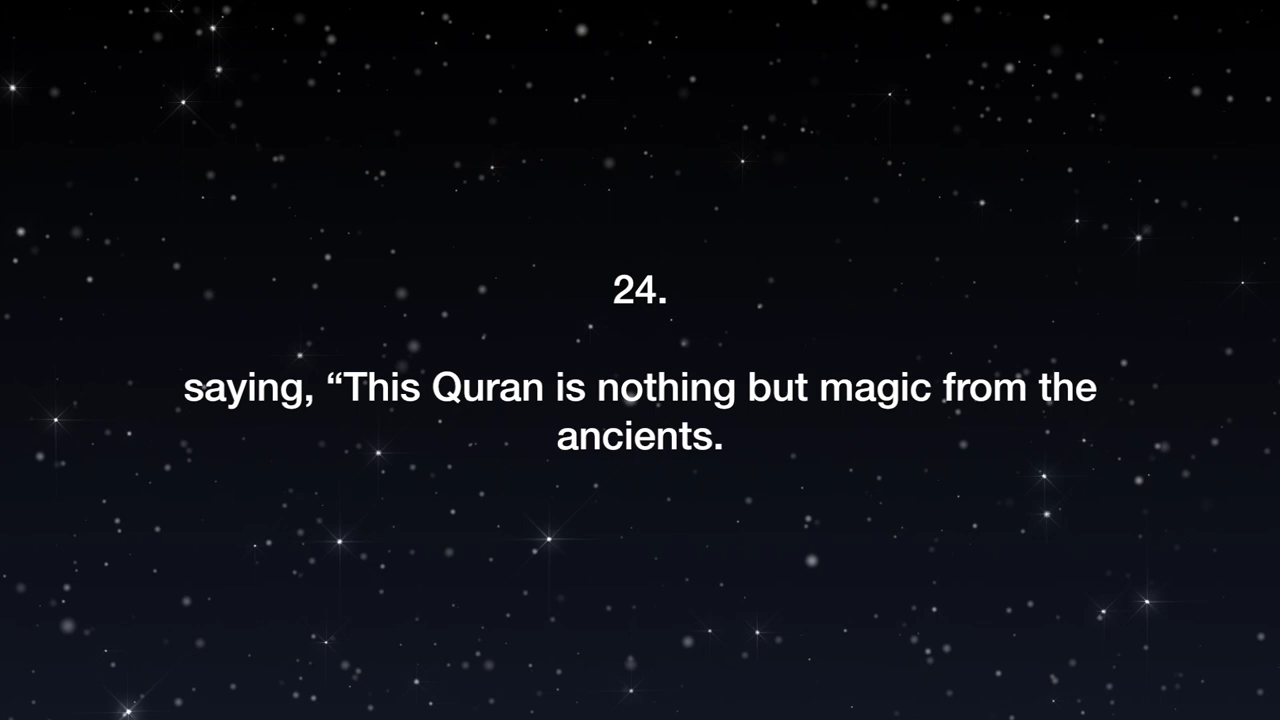 24.
saying, “This Quran is nothing but magic from the
ancients.